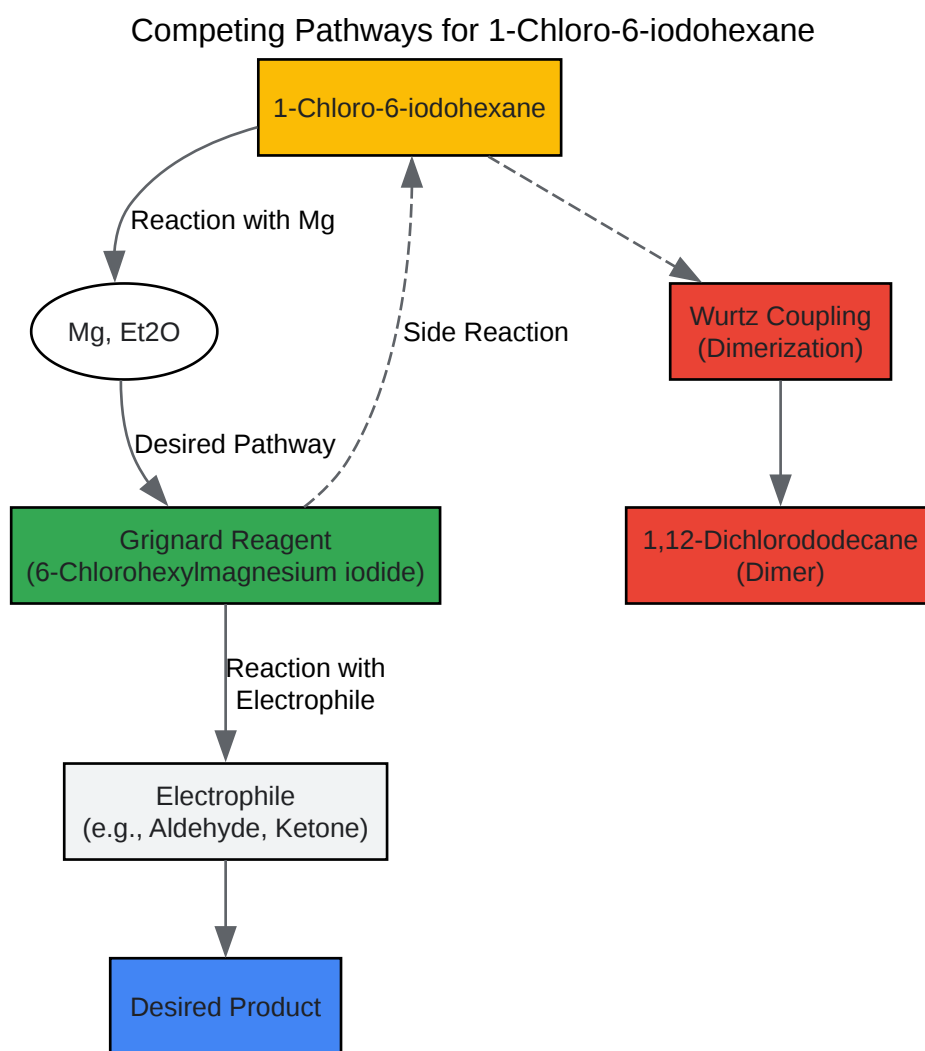 Competing Pathways for 1-Chloro-6-iodohexane
1-Chloro-6-iodohexane
Reaction with Mg
Mg, Et2O
Side Reaction
Wurtz Coupling
(Dimerization)
Desired Pathway
Grignard Reagent
(6-Chlorohexylmagnesium iodide)
1,12-Dichlorododecane
(Dimer)
Reaction with
Electrophile
Electrophile
(e.g., Aldehyde, Ketone)
Desired Product